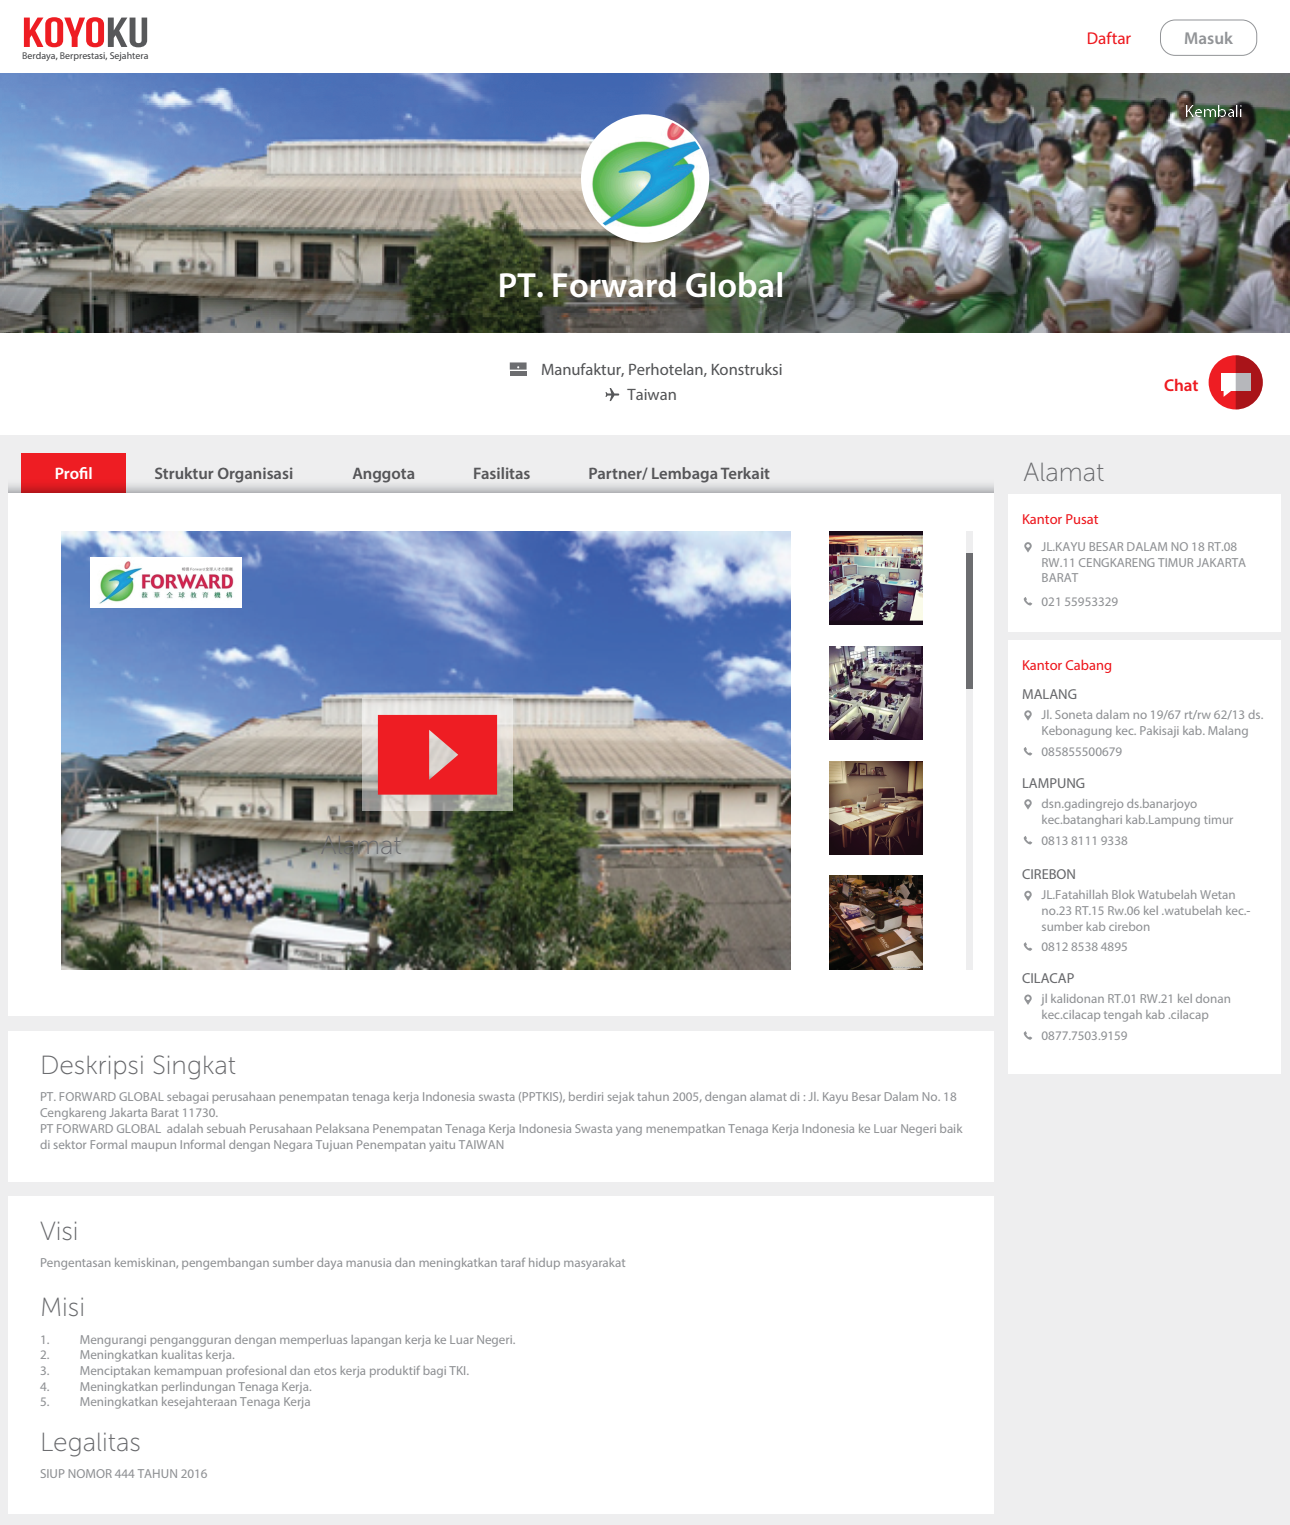 KOYOKU
Berdaya, Berprestasi, Sejahtera
Daftar
Masuk
Kembali
PT. Forward Global
Manufaktur, Perhotelan, Konstruksi
Taiwan
Chat
Profil
Struktur Organisasi
Anggota
Fasilitas
Partner/ Lembaga Terkait
FORWARD
全球教育機構
Alamat
Deskripsi Singkat
PT. FORWARD GLOBAL sebagai perusahaan penempatan tenaga kerja Indonesia swasta (PPTKIS), berdiri sejak tahun 2005, dengan alamat di : Jl. Kayu Besar Dalam No. 18
Cengkareng Jakarta Barat 11730.
PT FORWARD GLOBAL  adalah sebuah Perusahaan Pelaksana Penempatan Tenaga Kerja Indonesia Swasta yang menempatkan Tenaga Kerja Indonesia ke Luar Negeri baik
di sektor Formal maupun Informal dengan Negara Tujuan Penempatan yaitu TAIWAN
Visi
Pengentasan kemiskinan, pengembangan sumber daya manusia dan meningkatkan taraf hidup masyarakat
Misi
1. Mengurangi pengangguran dengan memperluas lapangan kerja ke Luar Negeri.
2. Meningkatkan kualitas kerja.
3. Menciptakan kemampuan profesional dan etos kerja produktif bagi TKI.
4. Meningkatkan perlindungan Tenaga Kerja.
5. Meningkatkan kesejahteraan Tenaga Kerja
Legalitas
SIUP NOMOR 444 TAHUN 2016
Alamat
Kantor Pusat
JL.KAYU BESAR DALAM NO 18 RT.08
RW.11 CENGKARENG TIMUR JAKARTA
BARAT
021 55953329
Kantor Cabang
MALANG
Jl. Soneta dalam no 19/67 rt/rw 62/13 ds.
Kebonagung kec. Pakisaji kab. Malang
085855500679
LAMPUNG
dsn.gadingrejo ds.banarjoyo
kec.batanghari kab.Lampung timur
0813 8111 9338
CIREBON
JL.Fatahillah Blok Watubelah Wetan
no.23 RT.15 Rw.06 kel .watubelah kec.-
sumber kab cirebon
0812 8538 4895
CILACAP
jl kalidonan RT.01 RW.21 kel donan
kec.cilacap tengah kab .cilacap
0877.7503.9159